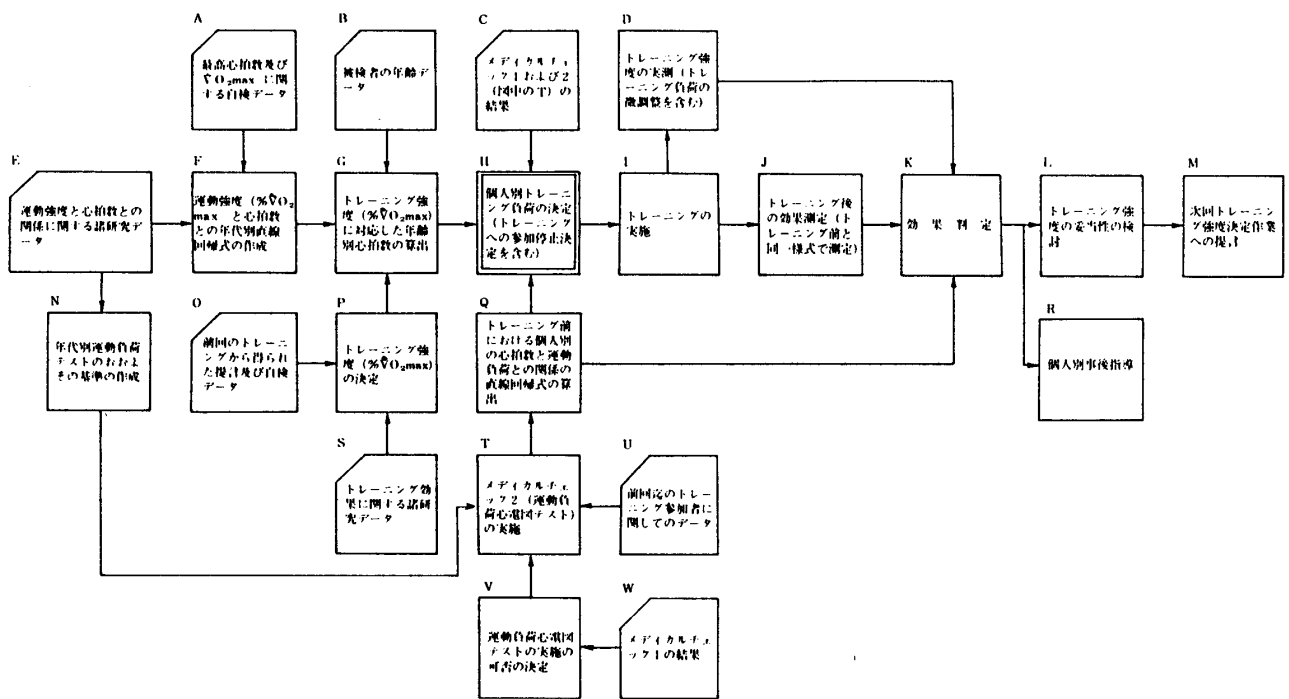 A
最高心拍数及び
V̇O₂maxに関
する自検データ
B
被検者の年齢デ
ータ
C
メディカルチェッ
ク1および2
(図中のT)の
結果
D
トレーニング強
度の実測(トレ
ーニング負荷の
微調整を含む)
E
運動強度と心拍数との
関係に関する諸研究デ
ータ
F
運動強度(%V̇O₂
maxと心拍数
との年代別直線
回帰式の作成
G
トレーニング
強度(%V̇O₂max)
に対応した年齢
別心拍数の算出
H
個人別トレーニ
ング負荷の決定
(トレーニング
への参加停止決
定を含む)
I
トレーニングの
実施
J
トレーニング後
の効果測定(ト
レーニング前と
同一様式で測定)
K
効果判定
L
トレーニング強
度の妥当性の検
討
M
次回トレーニン
グ強度決定作業
への提言
N
年代別運動負荷
テストのおおよ
その基準の作成
O
前回のトレーニ
ングから得られ
た提言及び自検
データ
P
トレーニング強
度(%V̇O₂max)
の決定
Q
トレーニング前
における個人別
の心拍数と運動
負荷との関係の
直線回帰式の算
出
R
個人別事後指導
S
トレーニング効
果に関する諸研
究データ
T
メディカルチェ
ック2(運動負
荷心電図テスト)
の実施
U
前回迄のトレー
ニング参加者に
関してのデータ
V
運動負荷心電図
テストの実施の
可否の決定
W
メディカルチェ
ック1の結果